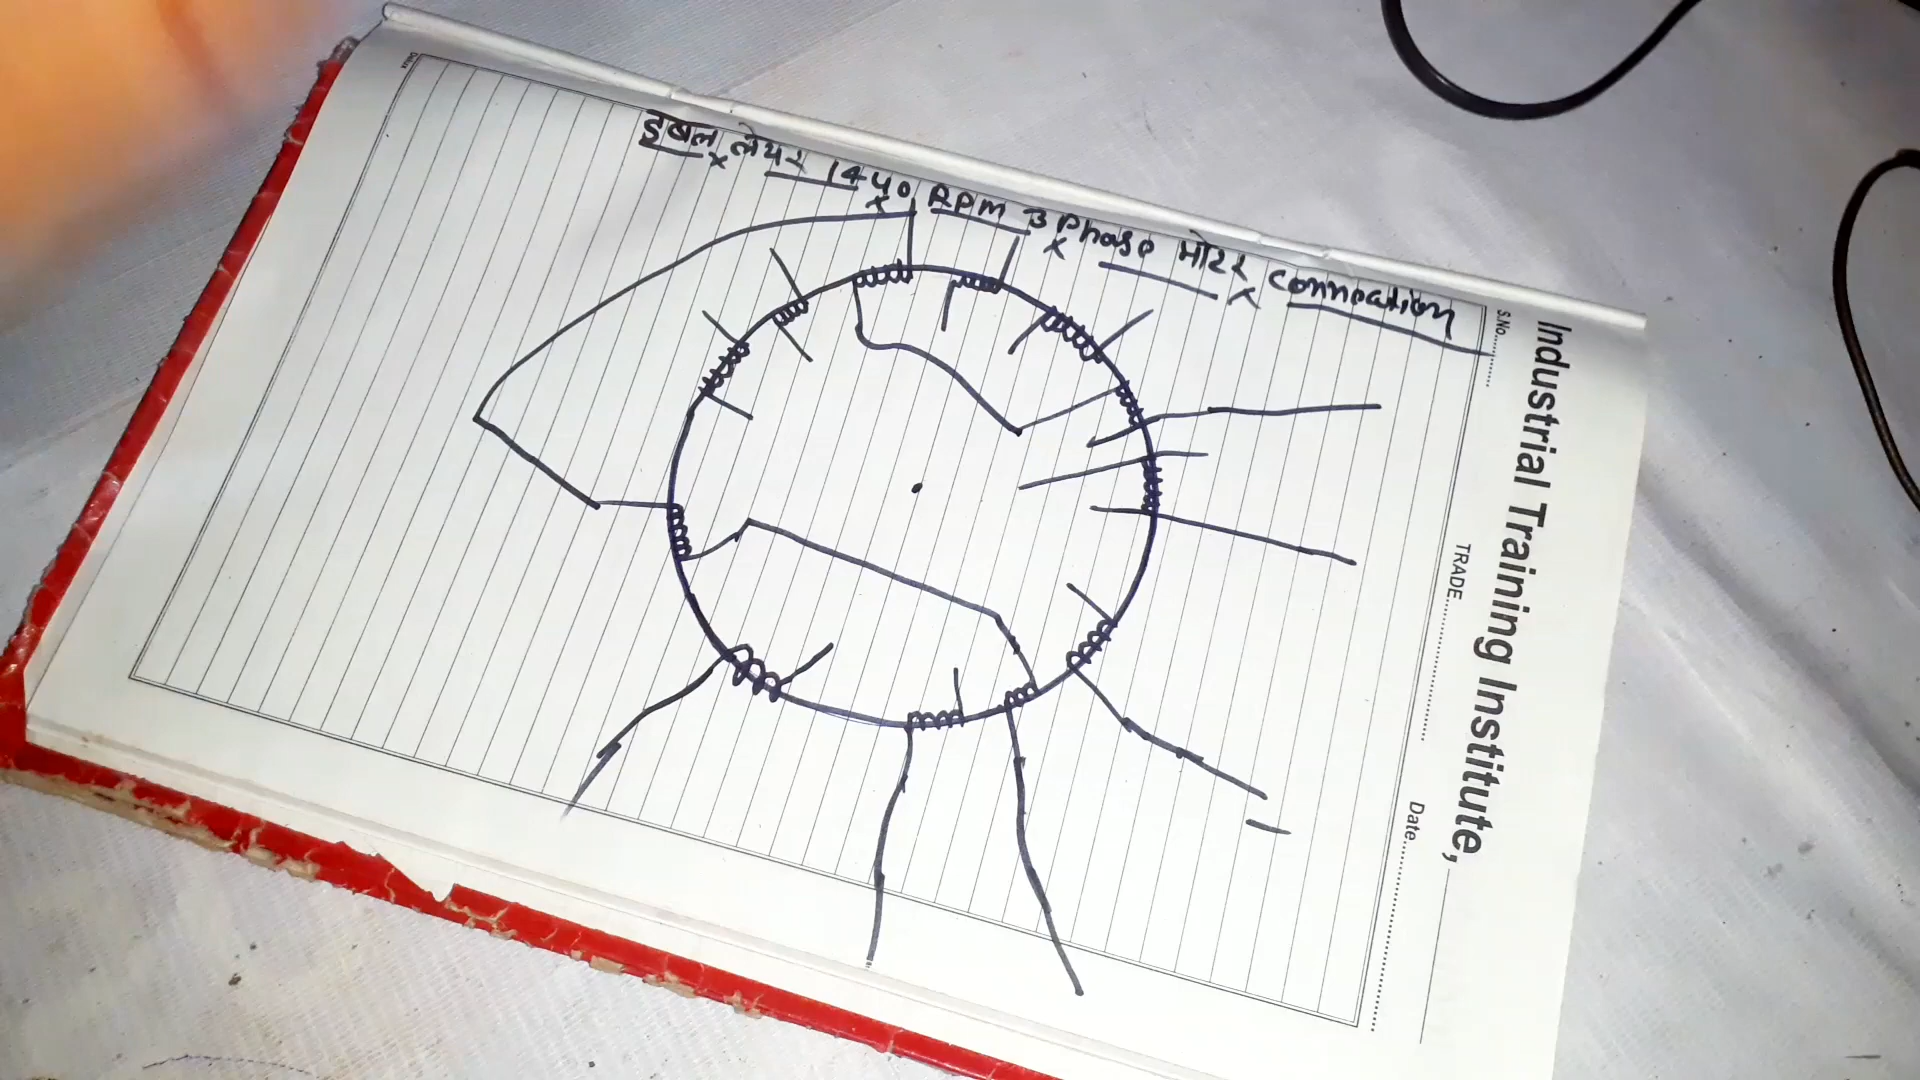 Industrial Training Institute,
S.No.
TRADE
Date
डबल लेयर 1440 RPM 3 Phase मोटर Connection